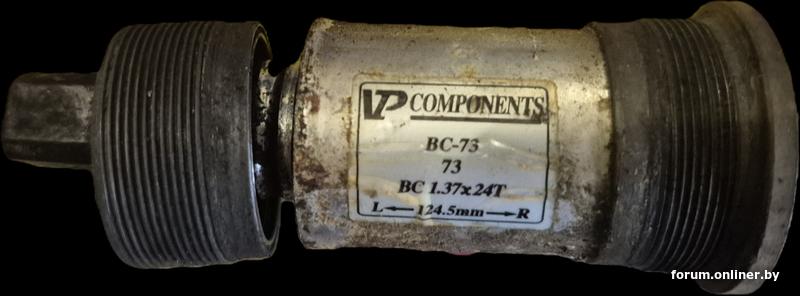 VP COMPONENTS
BC-73
73
BC 1.37x24T
L 124.5mm R
forum.onliner.by